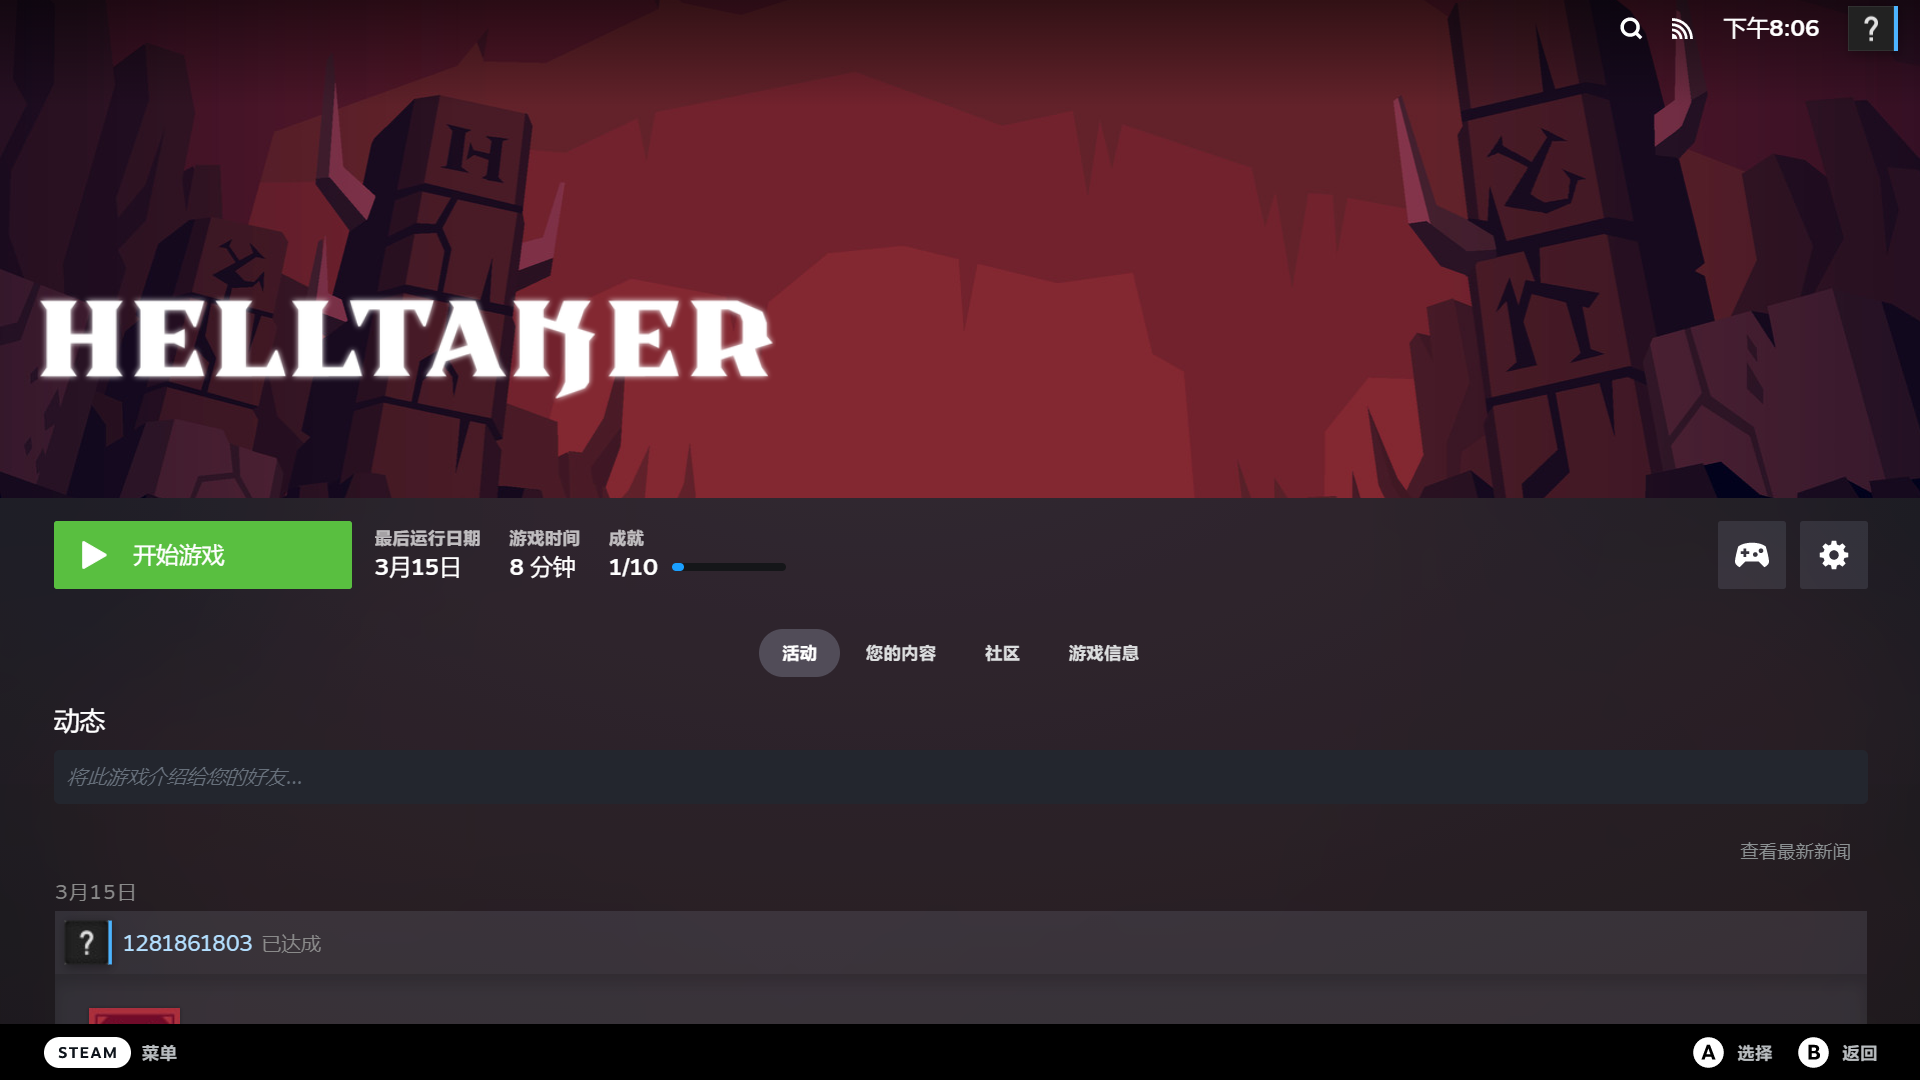 下午8:06
HELLTAKER
开始游戏
最后运行日期
3月15日
游戏时间
8 分钟
成就
1/10
活动
您的内容
社区
游戏信息
动态
将此游戏介绍给您的好友...
查看最新新闻
3月15日
? 1281861803 已达成
STEAM 菜单
A 选择 B 返回